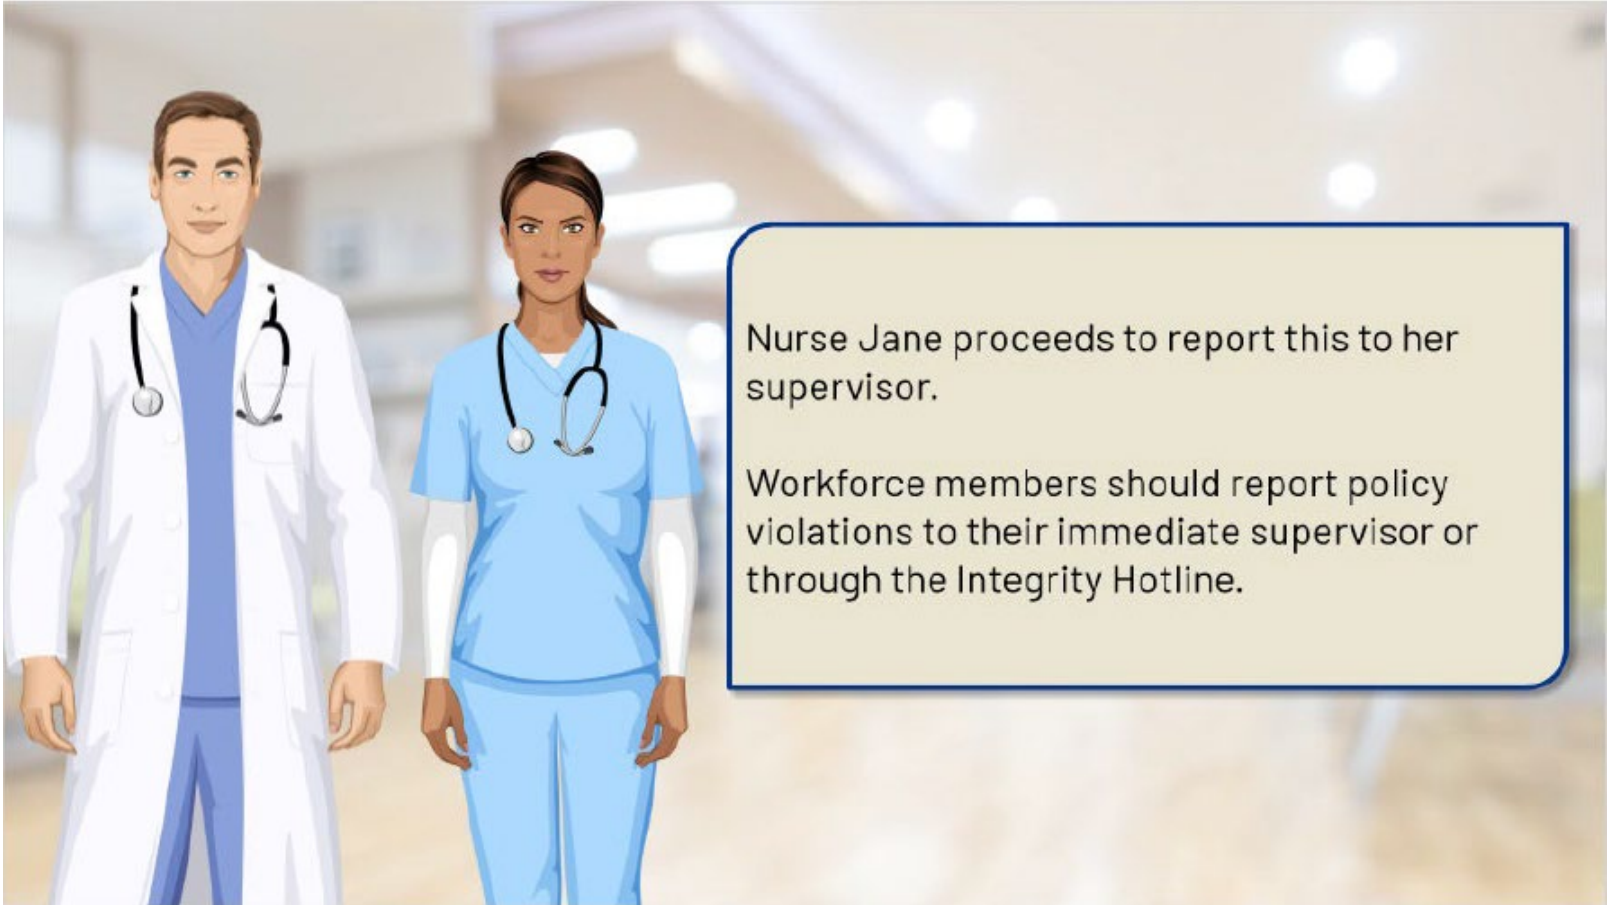 Nurse Jane proceeds to report this to her
supervisor.
Workforce members should report policy
violations to their immediate supervisor or
through the Integrity Hotline.